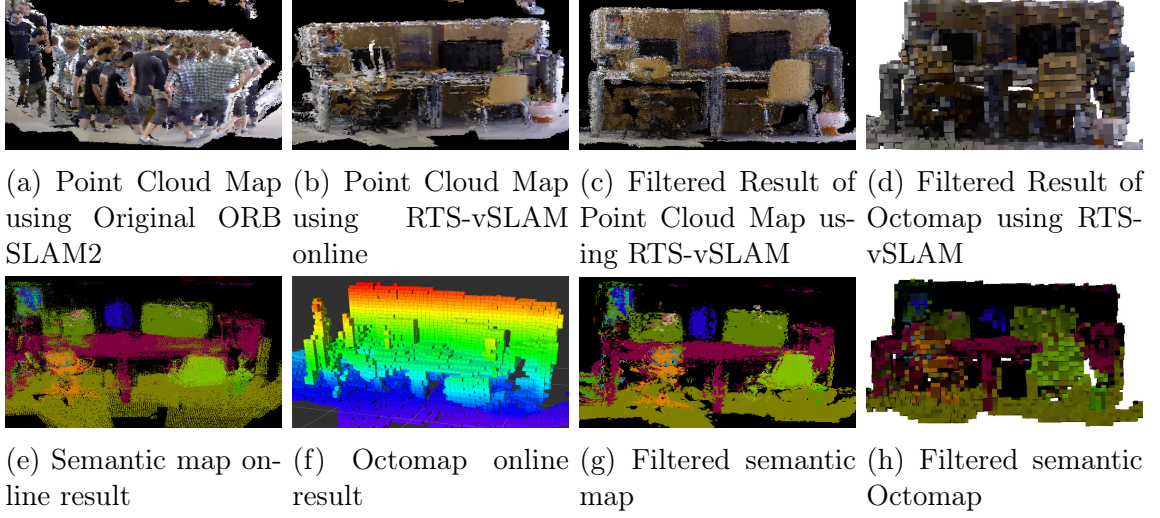 (a) Point Cloud Map
using Original ORB
SLAM2
(b) Point Cloud Map
using RTS-vSLAM
online
(c) Filtered Result of
Point Cloud Map us-
ing RTS-vSLAM
(d) Filtered Result of
Octomap using RTS-
vSLAM
(e) Semantic map on-
line result
(f) Octomap online
result
(g) Filtered semantic
map
(h) Filtered semantic
Octomap